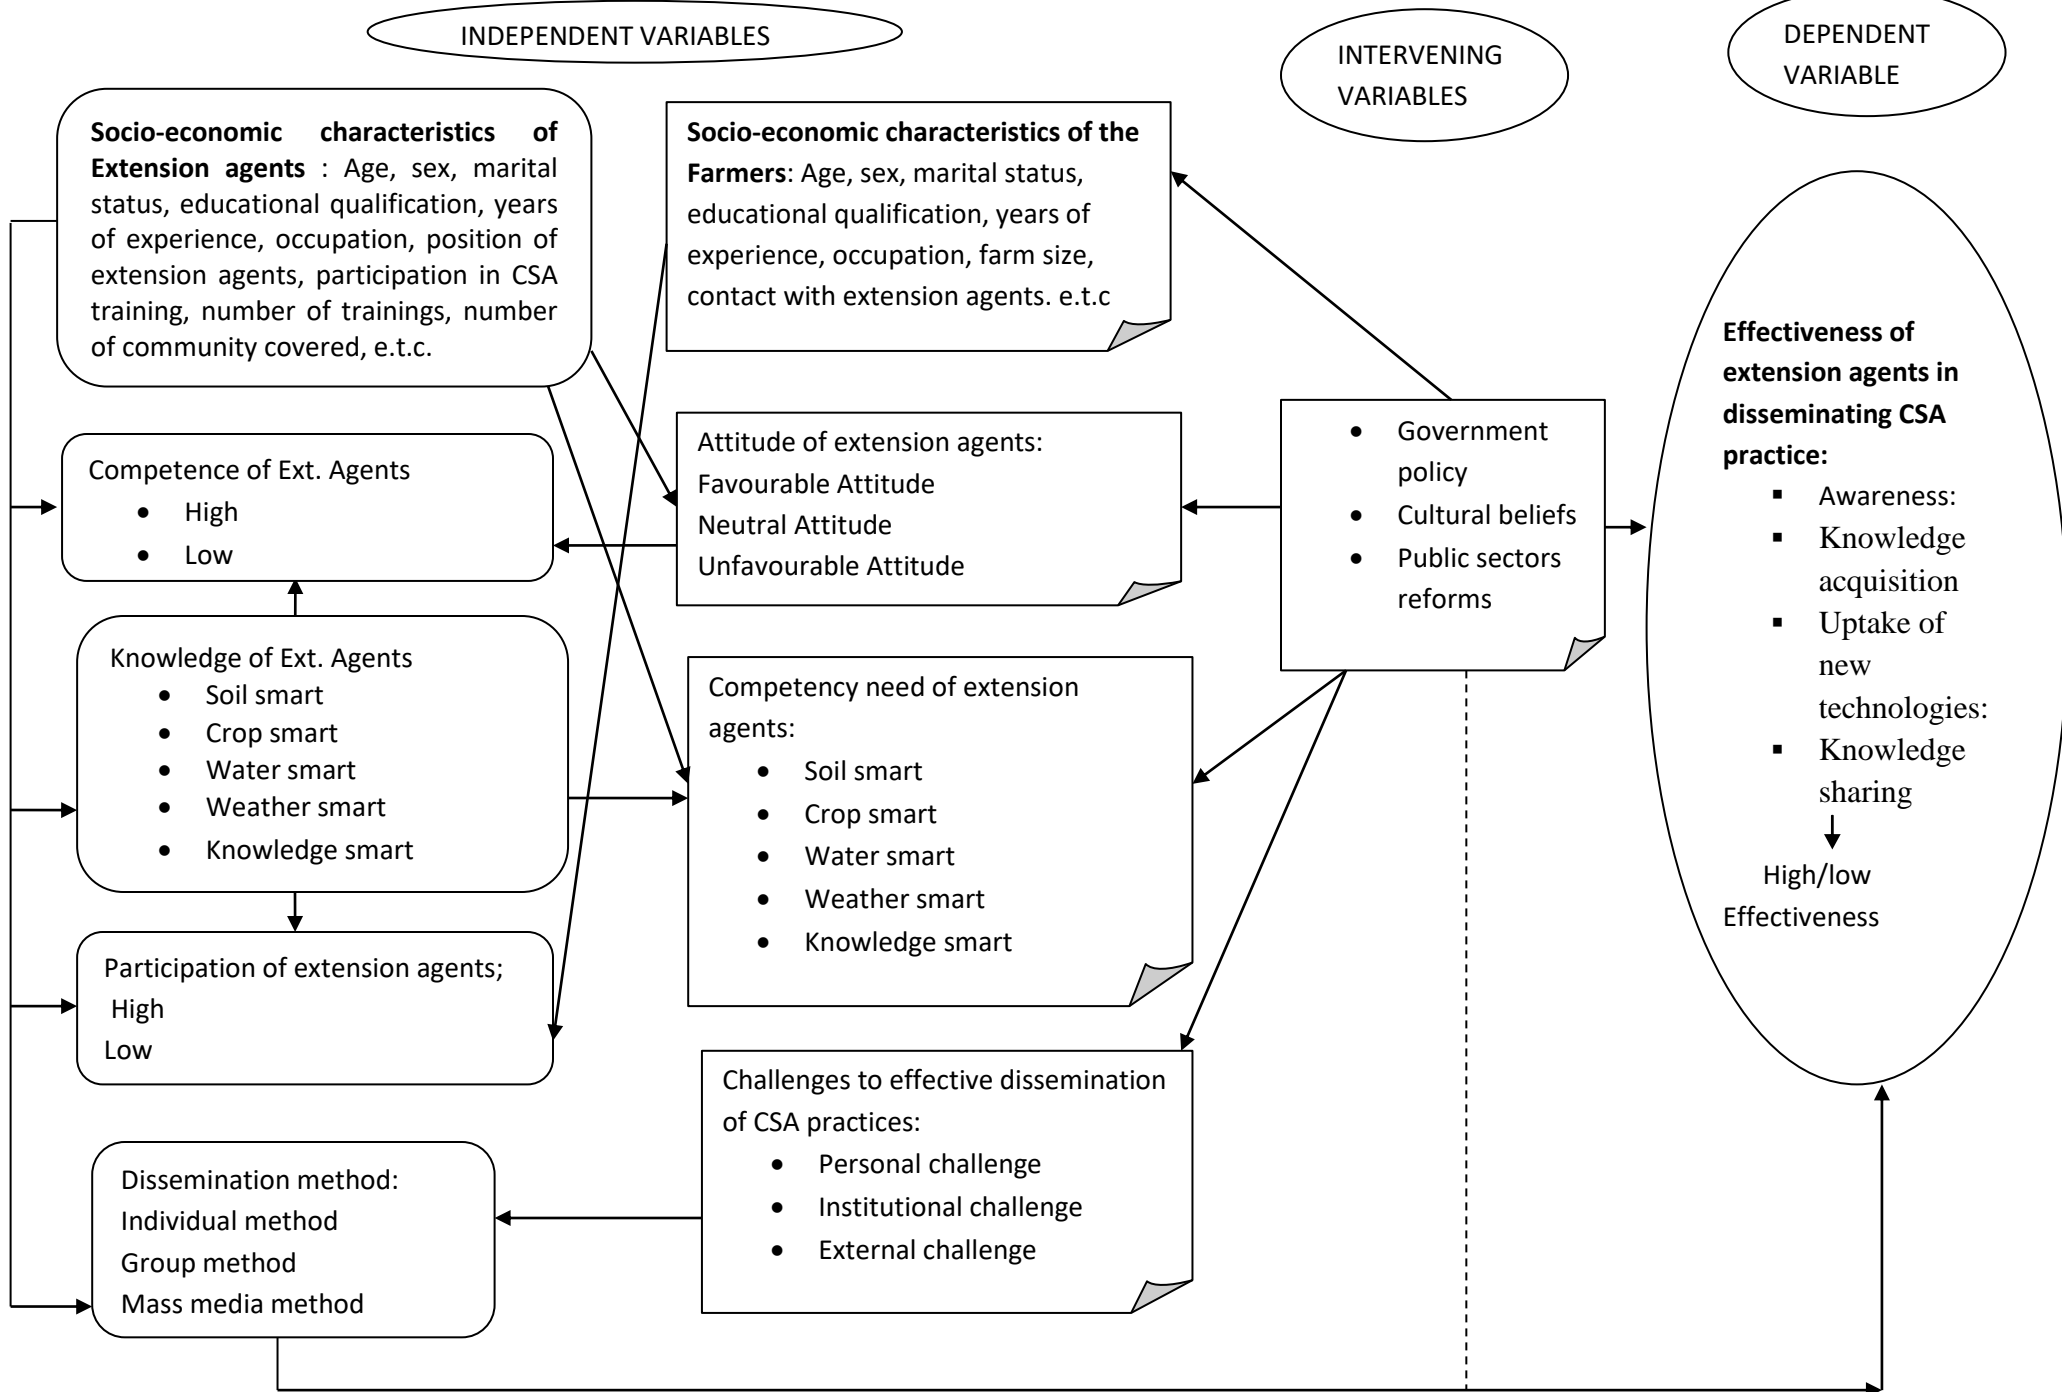 INDEPENDENT VARIABLES
INTERVENING
VARIABLES
DEPENDENT
VARIABLE
Socio-economic characteristics of
Extension agents : Age, sex, marital
status, educational qualification, years
of experience, occupation, position of
extension agents, participation in CSA
training, number of trainings, number
of community covered, e.t.c.
Socio-economic characteristics of the
Farmers: Age, sex, marital status,
educational qualification, years of
experience, occupation, farm size,
contact with extension agents. e.t.c
Competence of Ext. Agents
• High
• Low
Attitude of extension agents:
Favourable Attitude
Neutral Attitude
Unfavourable Attitude
• Government
policy
• Cultural beliefs
• Public sectors
reforms
Effectiveness of
extension agents in
disseminating CSA
practice:
▪ Awareness:
▪ Knowledge
acquisition
▪ Uptake of
new
technologies:
▪ Knowledge
sharing
High/low
Effectiveness
Knowledge of Ext. Agents
• Soil smart
• Crop smart
• Water smart
• Weather smart
• Knowledge smart
Competency need of extension
agents:
• Soil smart
• Crop smart
• Water smart
• Weather smart
• Knowledge smart
Participation of extension agents;
High
Low
Challenges to effective dissemination
of CSA practices:
• Personal challenge
• Institutional challenge
• External challenge
Dissemination method:
Individual method
Group method
Mass media method